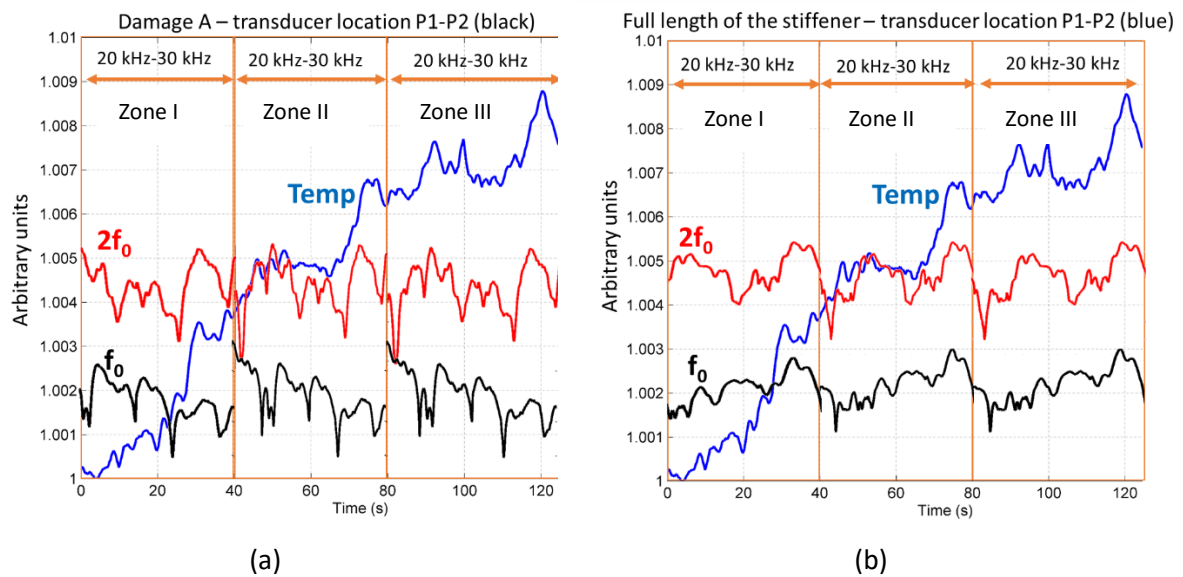 Damage A – transducer location P1-P2 (black)
1.01
1.009
1.008
1.007
1.006
1.005
1.004
1.003
1.002
1.001
1
Arbitrary units
20 kHz-30 kHz
20 kHz-30 kHz
20 kHz-30 kHz
Zone I
Zone II
Zone III
Temp
2f₀
f₀
0
20
40
60
80
100
120
Time (s)
(a)
Full length of the stiffener – transducer location P1-P2 (blue)
1.01
1.009
1.008
1.007
1.006
1.005
1.004
1.003
1.002
1.001
1
Arbitrary units
20 kHz-30 kHz
20 kHz-30 kHz
20 kHz-30 kHz
Zone I
Zone II
Zone III
Temp
2f₀
f₀
0
20
40
60
80
100
120
Time (s)
(b)